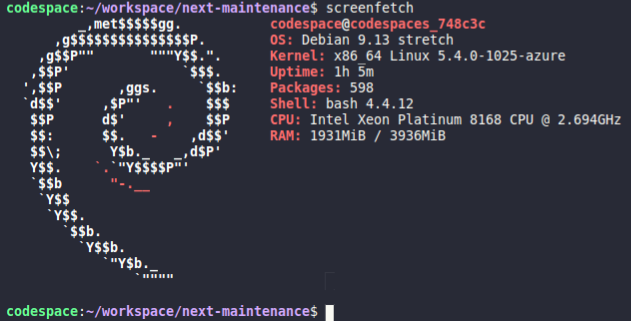 codespace:~/workspace/next-maintenance$ screenfetch
         _,met$$$$$gg.           codespace@codespaces_748c3c
      ,g$$$$$$$$$$$$$$$P.        OS: Debian 9.13 stretch
    ,g$$P""       """Y$$.".      Kernel: x86_64 Linux 5.4.0-1025-azure
   ,$$P'              `$$$.      Uptime: 1h 5m
 ',$$P       ,ggs.     `$$b:     Packages: 598
 `d$$'     ,$P"'   .    $$$      Shell: bash 4.4.12
  $$P      d$'     ,    $$P      CPU: Intel Xeon Platinum 8168 CPU @ 2.694GHz
  $$:      $$.   -    ,d$$'      RAM: 1931MiB / 3936MiB
  $$\;      Y$b._   _,d$P'
  Y$$.    `.`"Y$$$$P"'
  `$$b      "-.__
   `Y$$
    `Y$$.
      `$$b.
        `Y$$b.
           `"Y$b._
               `""""
codespace:~/workspace/next-maintenance$